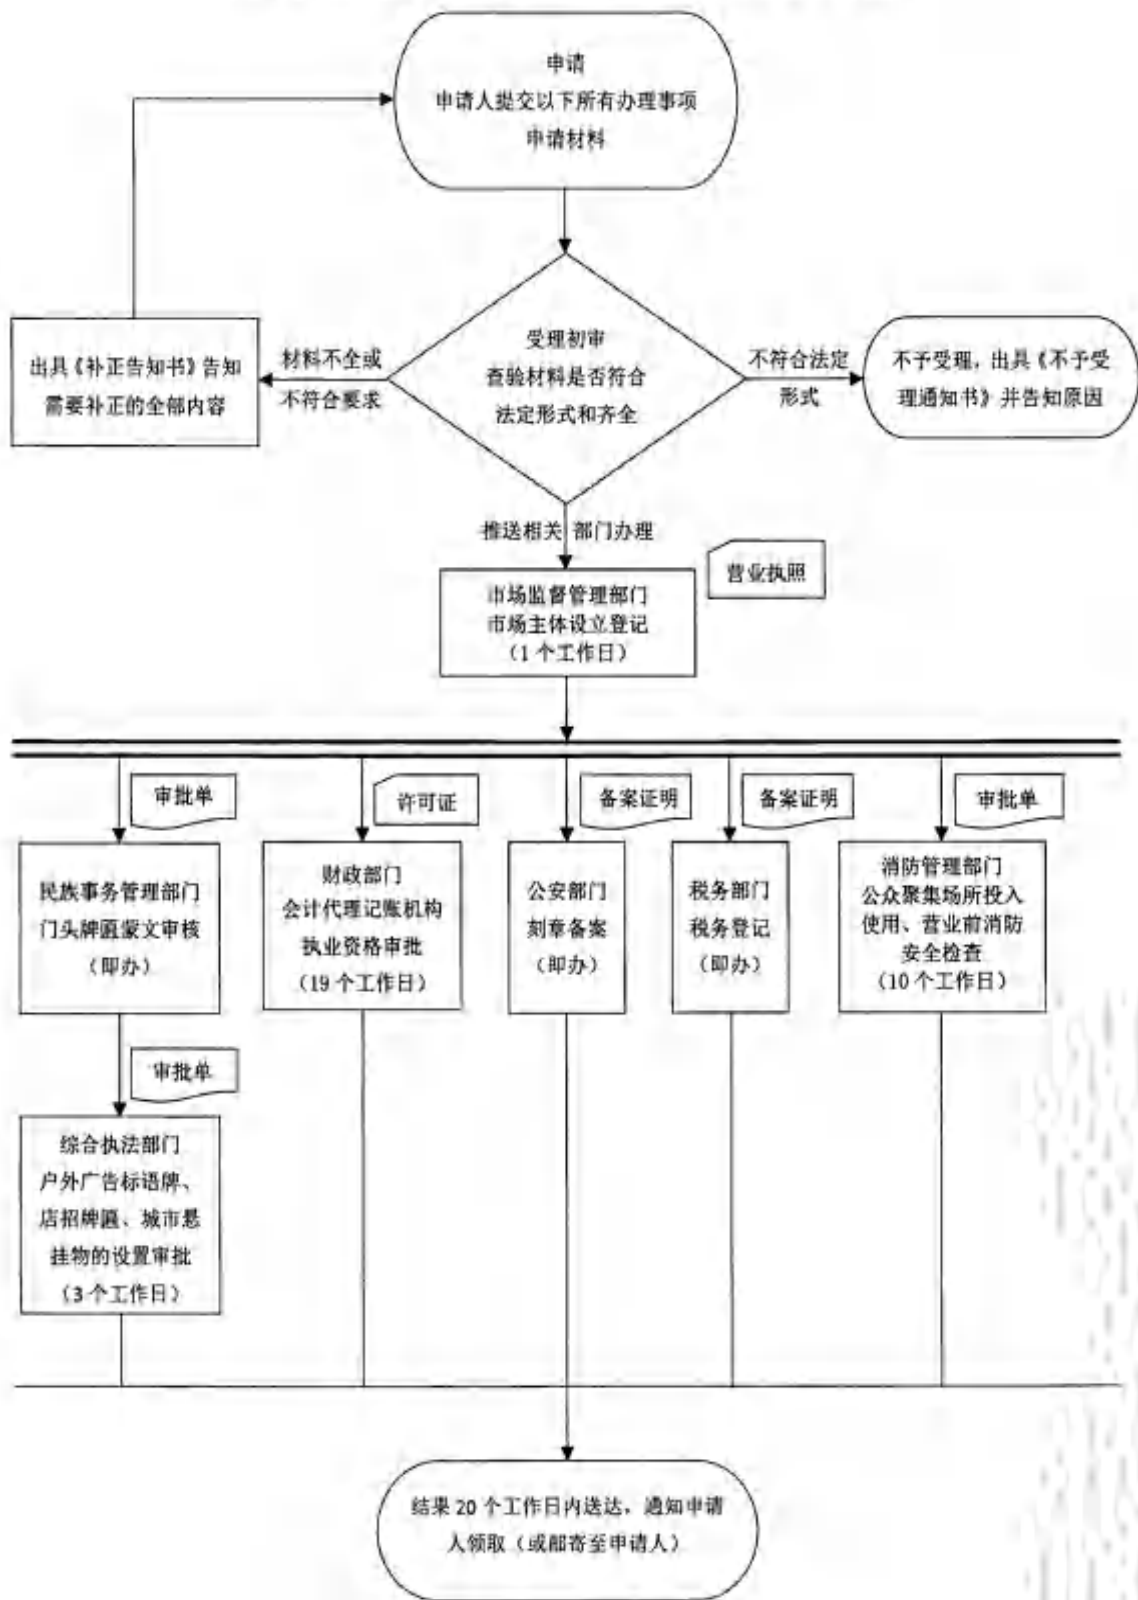 申请
申请人提交以下所有办理事项
申请材料
受理初审
查验材料是否符合
法定形式和齐全
材料不全或
不符合要求
出具《补正告知书》告知
需要补正的全部内容
不符合法定
形式
不予受理，出具《不予受
理通知书》并告知原因
推送相关 部门办理
营业执照
市场监督管理部门
市场主体设立登记
（1 个工作日）
审批单
许可证
备案证明
备案证明
审批单
民族事务管理部门
门头牌匾蒙文审核
（即办）
财政部门
会计代理记账机构
执业资格审批
（19 个工作日）
公安部门
刻章备案
（即办）
税务部门
税务登记
（即办）
消防管理部门
公众聚集场所投入
使用、营业前消防
安全检查
（10 个工作日）
审批单
综合执法部门
户外广告标语牌、
店招牌匾、城市悬
挂物的设置审批
（3 个工作日）
结果 20 个工作日内送达，通知申请
人领取（或邮寄至申请人）